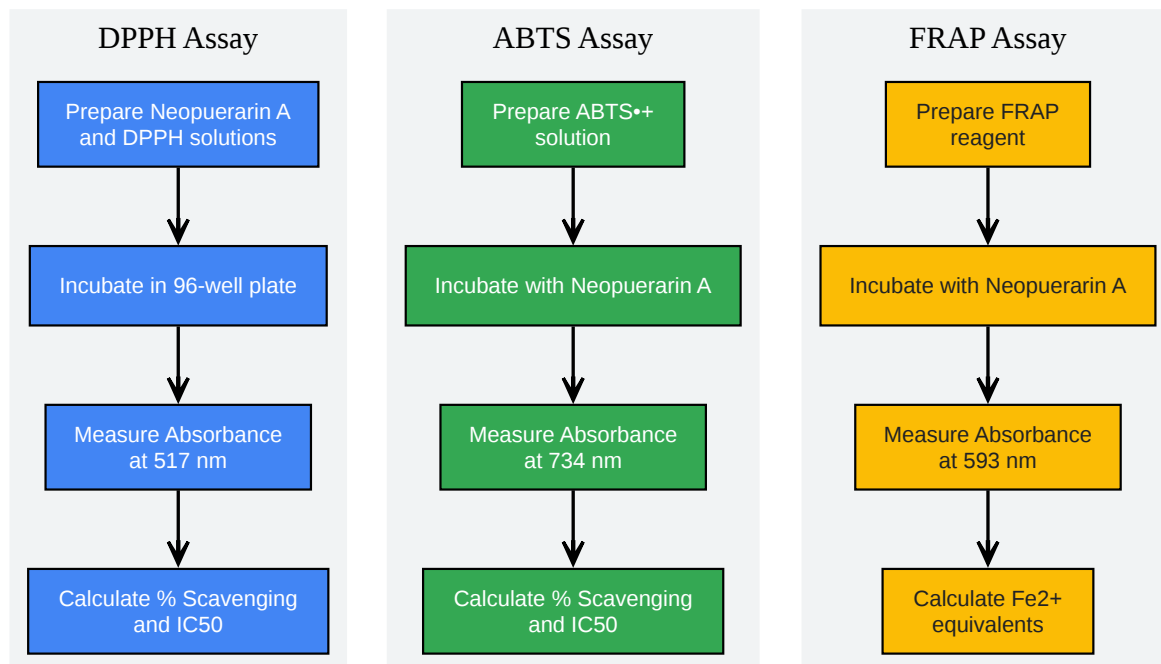 DPPH Assay
Prepare Neopuerarin A
and DPPH solutions
Incubate in 96-well plate
Measure Absorbance
at 517 nm
Calculate % Scavenging
and IC50
ABTS Assay
Prepare ABTS•+
solution
Incubate with Neopuerarin A
Measure Absorbance
at 734 nm
Calculate % Scavenging
and IC50
FRAP Assay
Prepare FRAP
reagent
Incubate with Neopuerarin A
Measure Absorbance
at 593 nm
Calculate Fe2+
equivalents